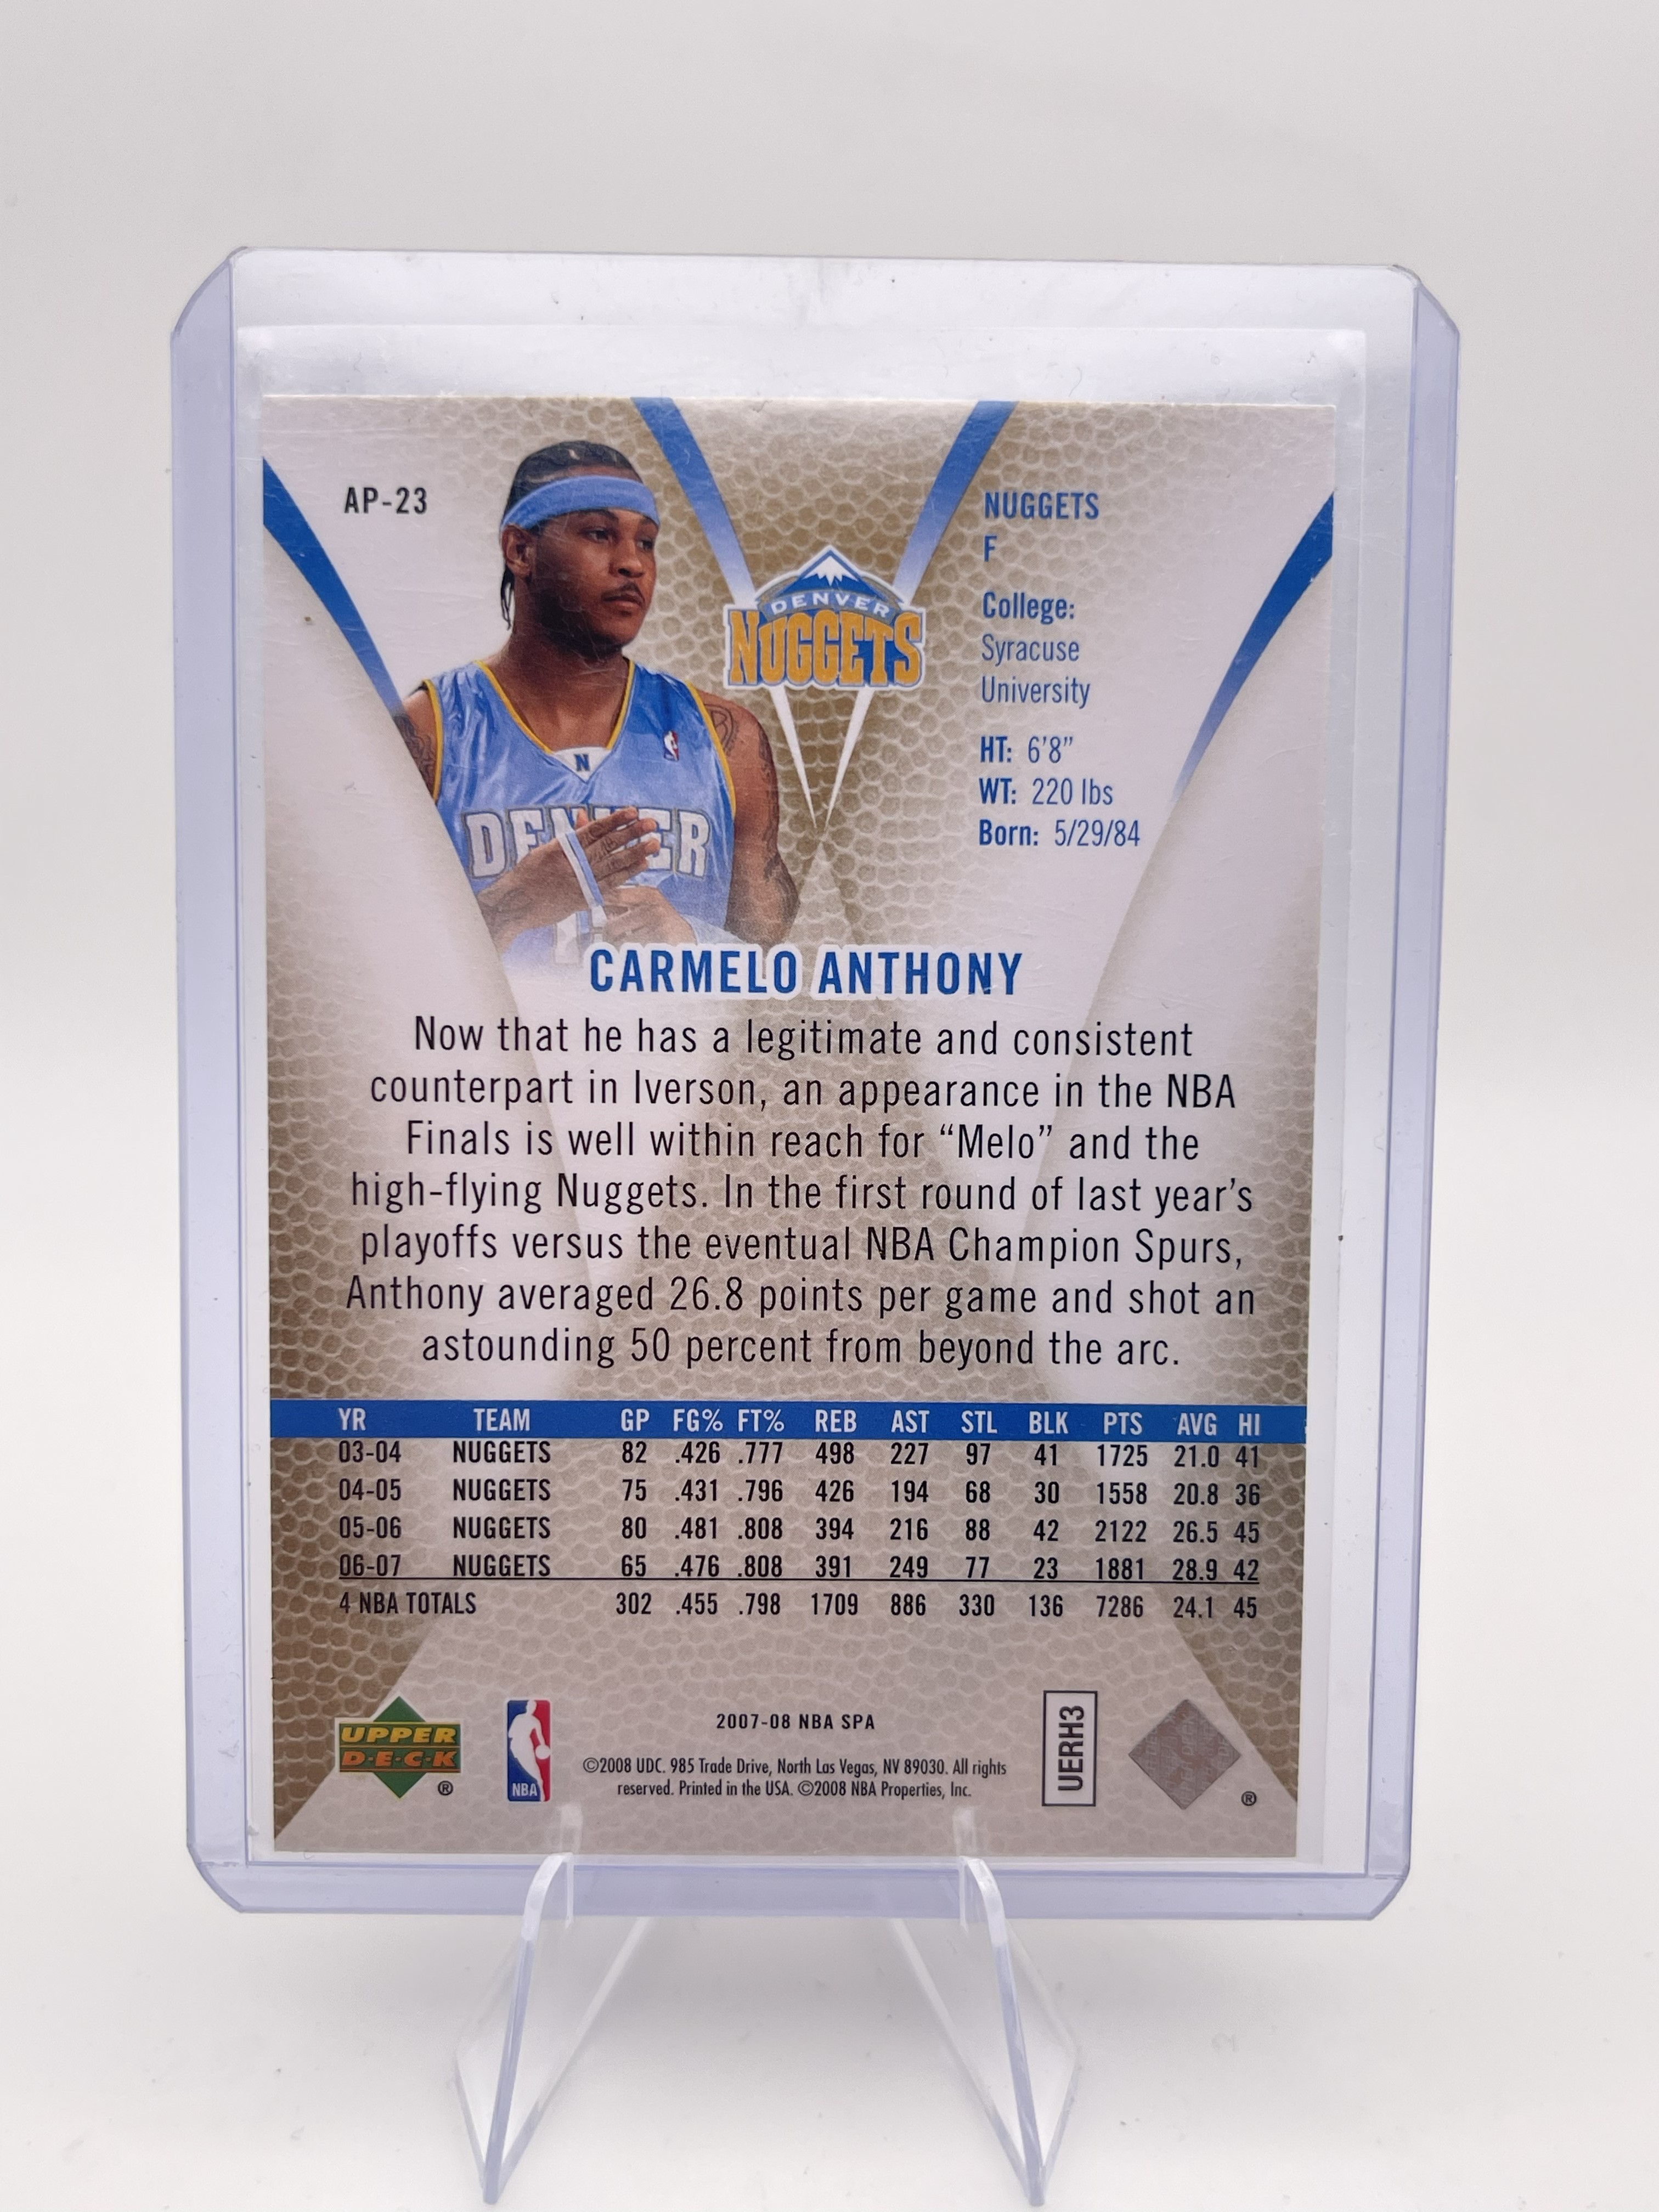 AP-23
NUGGETS
F
College:
Syracuse
University
HT: 6'8"
WT: 220 lbs
Born: 5/29/84
DENVER
NUGGETS
N
DENVER
CARMELO ANTHONY
Now that he has a legitimate and consistent
counterpart in Iverson, an appearance in the NBA
Finals is well within reach for “Melo” and the
high-flying Nuggets. In the first round of last year’s
playoffs versus the eventual NBA Champion Spurs,
Anthony averaged 26.8 points per game and shot an
astounding 50 percent from beyond the arc.
YR TEAM GP FG% FT% REB AST STL BLK PTS AVG HI
03-04 NUGGETS 82 .426 .777 498 227 97 41 1725 21.0 41
04-05 NUGGETS 75 .431 .796 426 194 68 30 1558 20.8 36
05-06 NUGGETS 80 .481 .808 394 216 88 42 2122 26.5 45
06-07 NUGGETS 65 .476 .808 391 249 77 23 1881 28.9 42
4 NBA TOTALS 302 .455 .798 1709 886 330 136 7286 24.1 45
UPPER
D·E·C·K
®
NBA
2007-08 NBA SPA
©2008 UDC. 985 Trade Drive, North Las Vegas, NV 89030. All rights
reserved. Printed in the USA. ©2008 NBA Properties, Inc.
UERH3
®